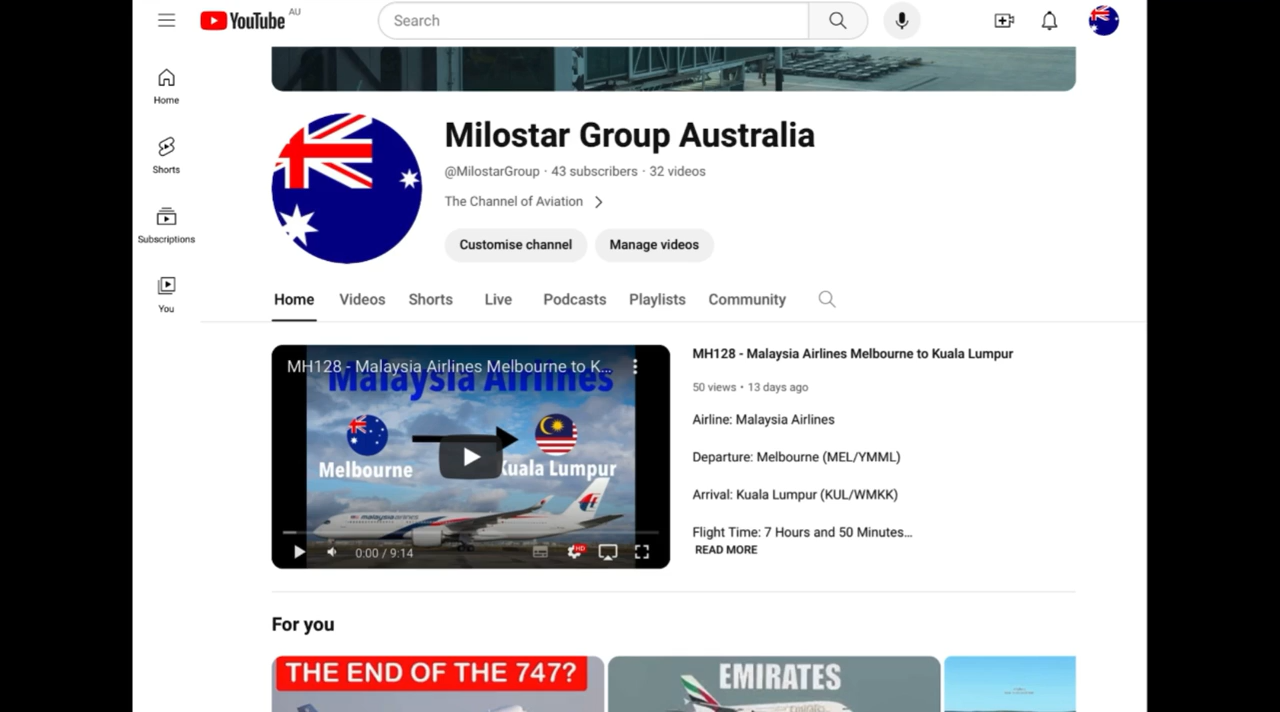 YouTube AU
Search
Home
Shorts
Subscriptions
You
Milostar Group Australia
@MilostarGroup · 43 subscribers · 32 videos
The Channel of Aviation
Customise channel
Manage videos
Home Videos Shorts Live Podcasts Playlists Community
MH128 - Malaysia Airlines Melbourne to K...
Malaysia Airlines
Melbourne
Kuala Lumpur
malaysia airlines
0:00 / 9:14
HD
MH128 - Malaysia Airlines Melbourne to Kuala Lumpur
50 views • 13 days ago
Airline: Malaysia Airlines
Departure: Melbourne (MEL/YMML)
Arrival: Kuala Lumpur (KUL/WMKK)
Flight Time: 7 Hours and 50 Minutes...
READ MORE
For you
THE END OF THE 747?
EMIRATES
Emirates